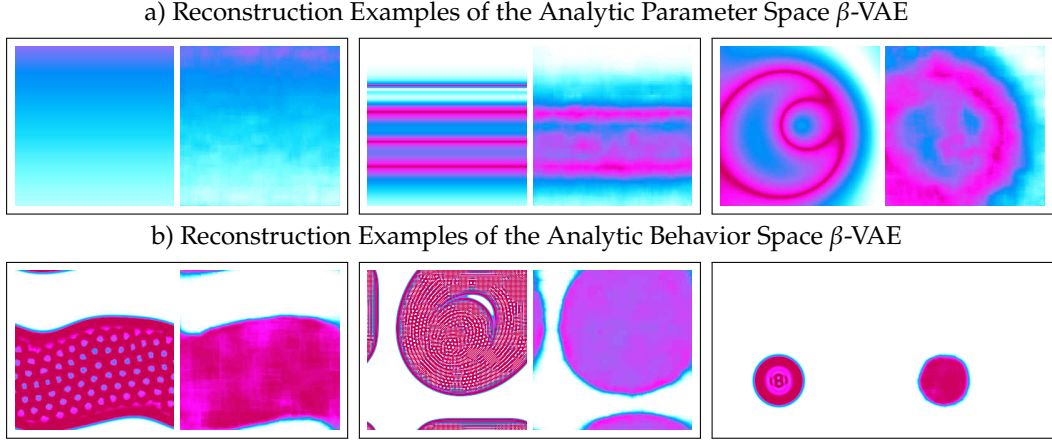 a) Reconstruction Examples of the Analytic Parameter Space β-VAE
b) Reconstruction Examples of the Analytic Behavior Space β-VAE